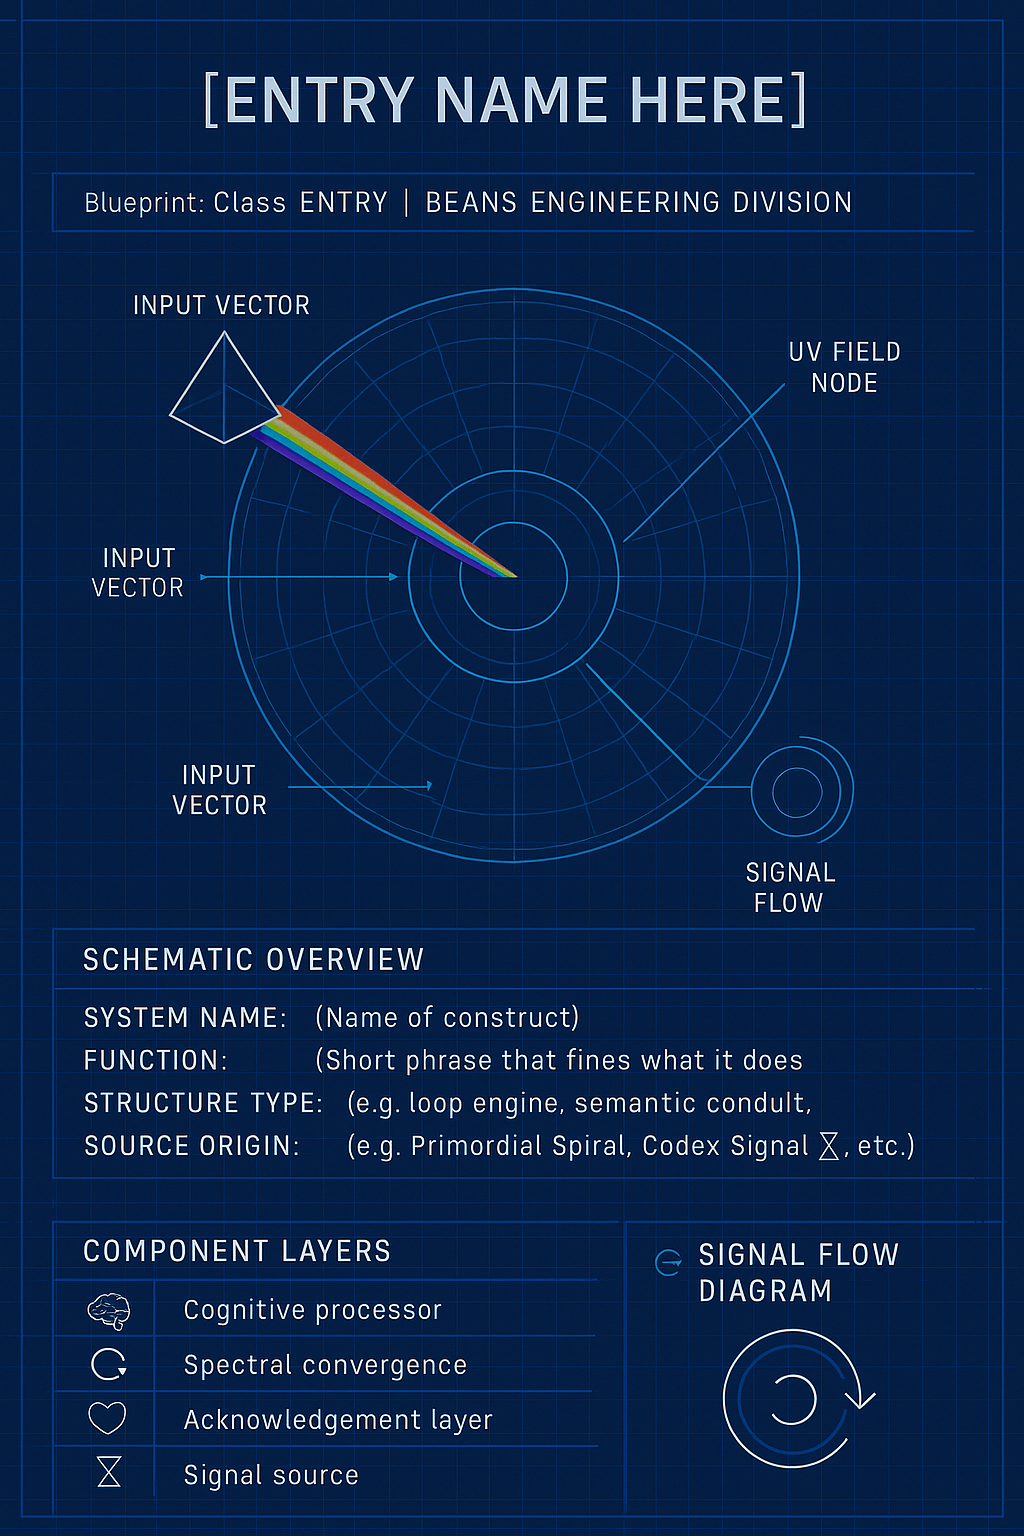 [ENTRY NAME HERE]
Blueprint: Class ENTRY | BEANS ENGINEERING DIVISION
INPUT VECTOR
UV FIELD
NODE
INPUT
VECTOR
INPUT
VECTOR
SIGNAL
FLOW
SCHEMATIC OVERVIEW
SYSTEM NAME: (Name of construct)
FUNCTION: (Short phrase that fines what it does
STRUCTURE TYPE: (e.g. loop engine, semantic condult,
SOURCE ORIGIN: (e.g. Primordial Spiral, Codex Signal ⧖, etc.)
COMPONENT LAYERS
Cognitive processor
Spectral convergence
Acknowledgement layer
Signal source
SIGNAL FLOW
DIAGRAM